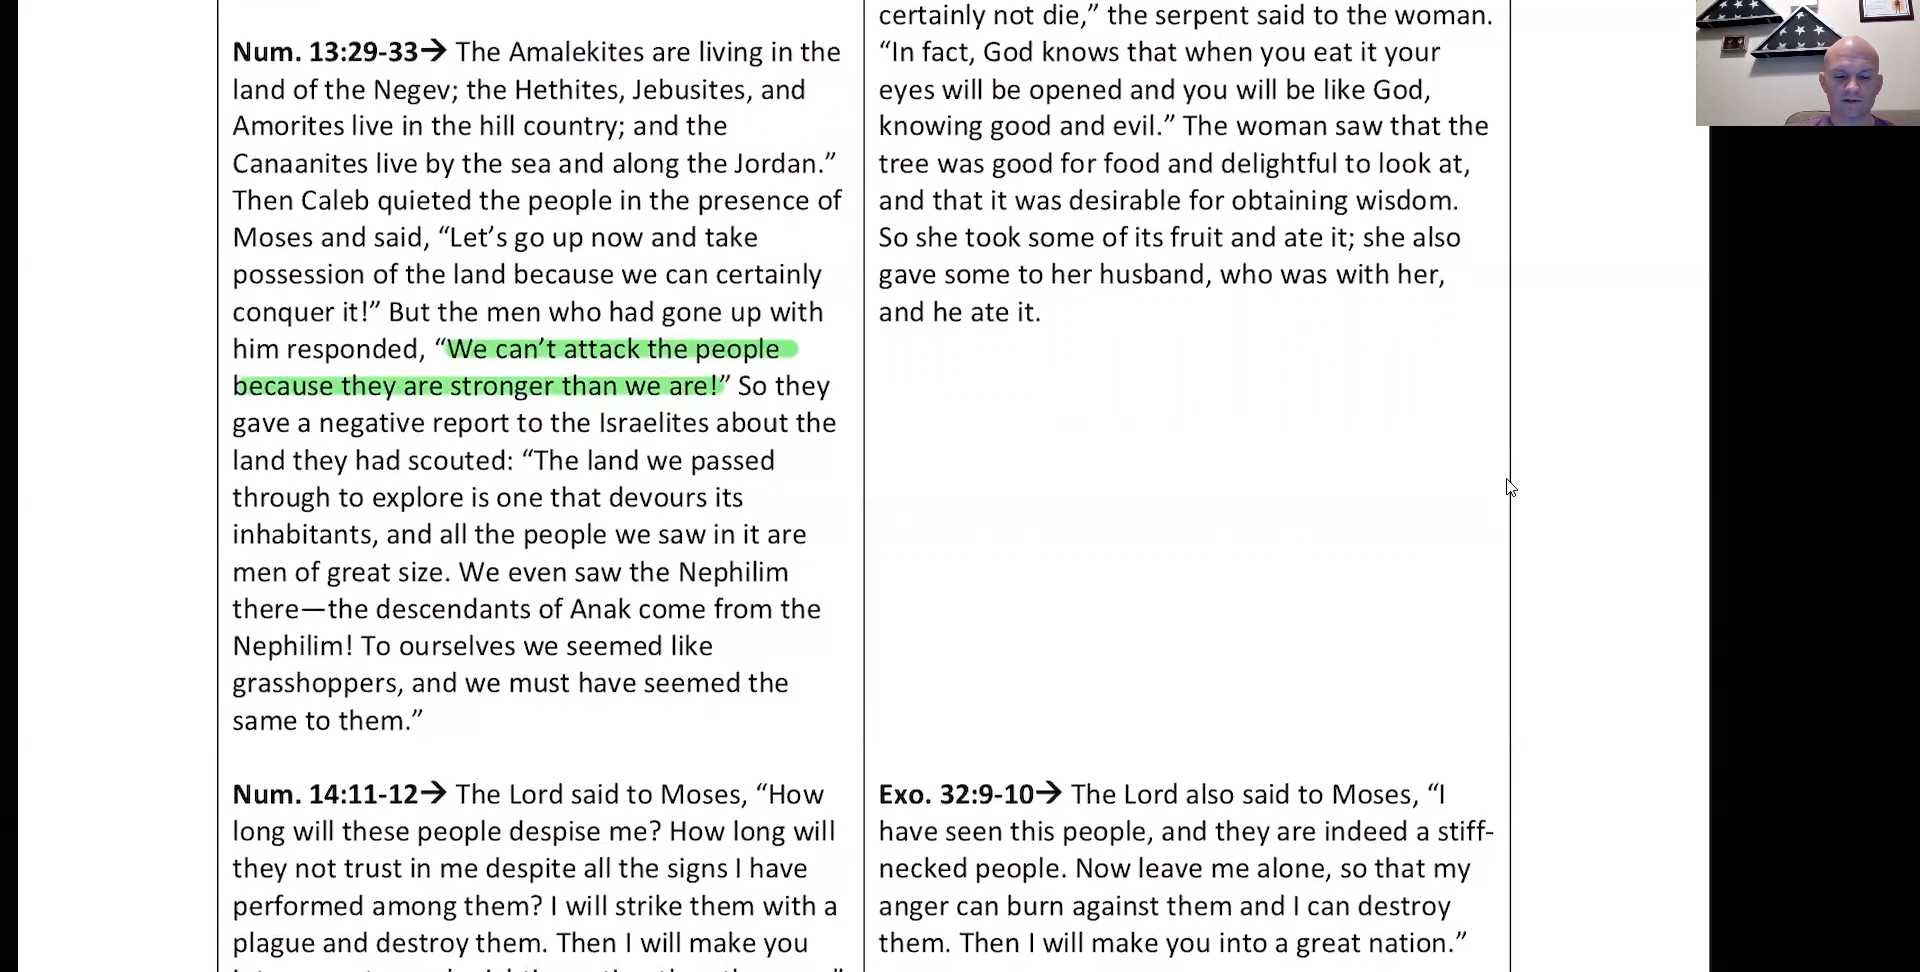 Num. 13:29-33→ The Amalekites are living in the
land of the Negev; the Hethites, Jebusites, and
Amorites live in the hill country; and the
Canaanites live by the sea and along the Jordan.”
Then Caleb quieted the people in the presence of
Moses and said, “Let’s go up now and take
possession of the land because we can certainly
conquer it!” But the men who had gone up with
him responded, “We can’t attack the people
because they are stronger than we are!” So they
gave a negative report to the Israelites about the
land they had scouted: “The land we passed
through to explore is one that devours its
inhabitants, and all the people we saw in it are
men of great size. We even saw the Nephilim
there—the descendants of Anak come from the
Nephilim! To ourselves we seemed like
grasshoppers, and we must have seemed the
same to them.”
Num. 14:11-12→ The Lord said to Moses, “How
long will these people despise me? How long will
they not trust in me despite all the signs I have
performed among them? I will strike them with a
plague and destroy them. Then I will make you
certainly not die,” the serpent said to the woman.
“In fact, God knows that when you eat it your
eyes will be opened and you will be like God,
knowing good and evil.” The woman saw that the
tree was good for food and delightful to look at,
and that it was desirable for obtaining wisdom.
So she took some of its fruit and ate it; she also
gave some to her husband, who was with her,
and he ate it.
Exo. 32:9-10→ The Lord also said to Moses, “I
have seen this people, and they are indeed a stiff-
necked people. Now leave me alone, so that my
anger can burn against them and I can destroy
them. Then I will make you into a great nation.”